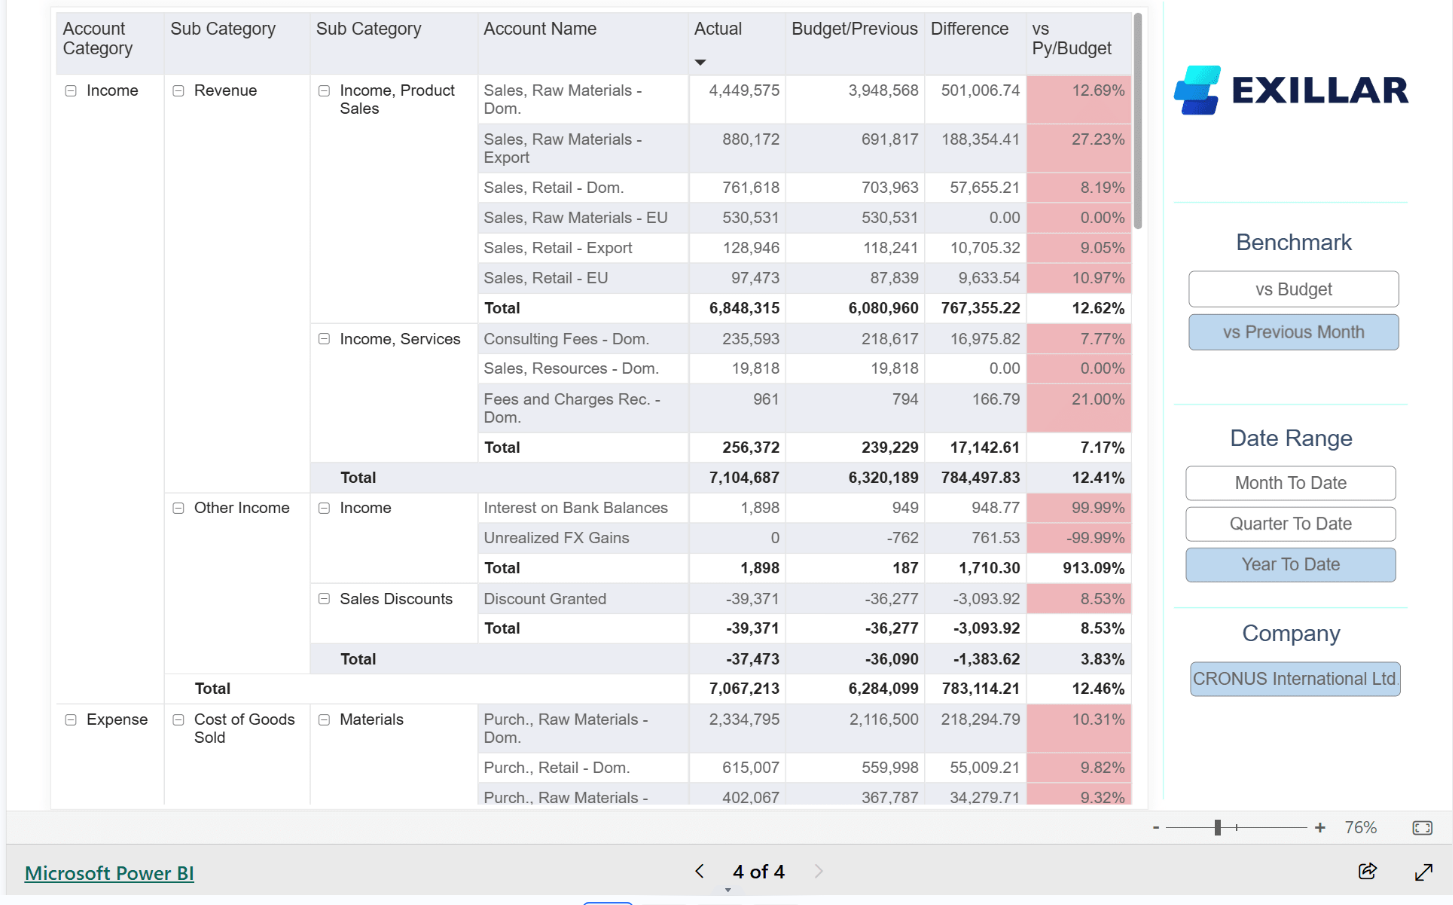 Account Category Sub Category Sub Category Account Name Actual Budget/Previous Difference vs Py/Budget
Income Revenue Income, Product Sales Sales, Raw Materials - Dom. 4,449,575 3,948,568 501,006.74 12.69%
Sales, Raw Materials - Export 880,172 691,817 188,354.41 27.23%
Sales, Retail - Dom. 761,618 703,963 57,655.21 8.19%
Sales, Raw Materials - EU 530,531 530,531 0.00 0.00%
Sales, Retail - Export 128,946 118,241 10,705.32 9.05%
Sales, Retail - EU 97,473 87,839 9,633.54 10.97%
Total 6,848,315 6,080,960 767,355.22 12.62%
Income, Services Consulting Fees - Dom. 235,593 218,617 16,975.82 7.77%
Sales, Resources - Dom. 19,818 19,818 0.00 0.00%
Fees and Charges Rec. - Dom. 961 794 166.79 21.00%
Total 256,372 239,229 17,142.61 7.17%
Total 7,104,687 6,320,189 784,497.83 12.41%
Other Income Income Interest on Bank Balances 1,898 949 948.77 99.99%
Unrealized FX Gains 0 -762 761.53 -99.99%
Total 1,898 187 1,710.30 913.09%
Sales Discounts Discount Granted -39,371 -36,277 -3,093.92 8.53%
Total -39,371 -36,277 -3,093.92 8.53%
Total -37,473 -36,090 -1,383.62 3.83%
Total 7,067,213 6,284,099 783,114.21 12.46%
Expense Cost of Goods Sold Materials Purch., Raw Materials - Dom. 2,334,795 2,116,500 218,294.79 10.31%
Purch., Retail - Dom. 615,007 559,998 55,009.21 9.82%
Purch., Raw Materials - 402,067 367,787 34,279.71 9.32%
EXILLAR
Benchmark
vs Budget
vs Previous Month
Date Range
Month To Date
Quarter To Date
Year To Date
Company
CRONUS International Ltd.
- + 76%
Microsoft Power BI 4 of 4